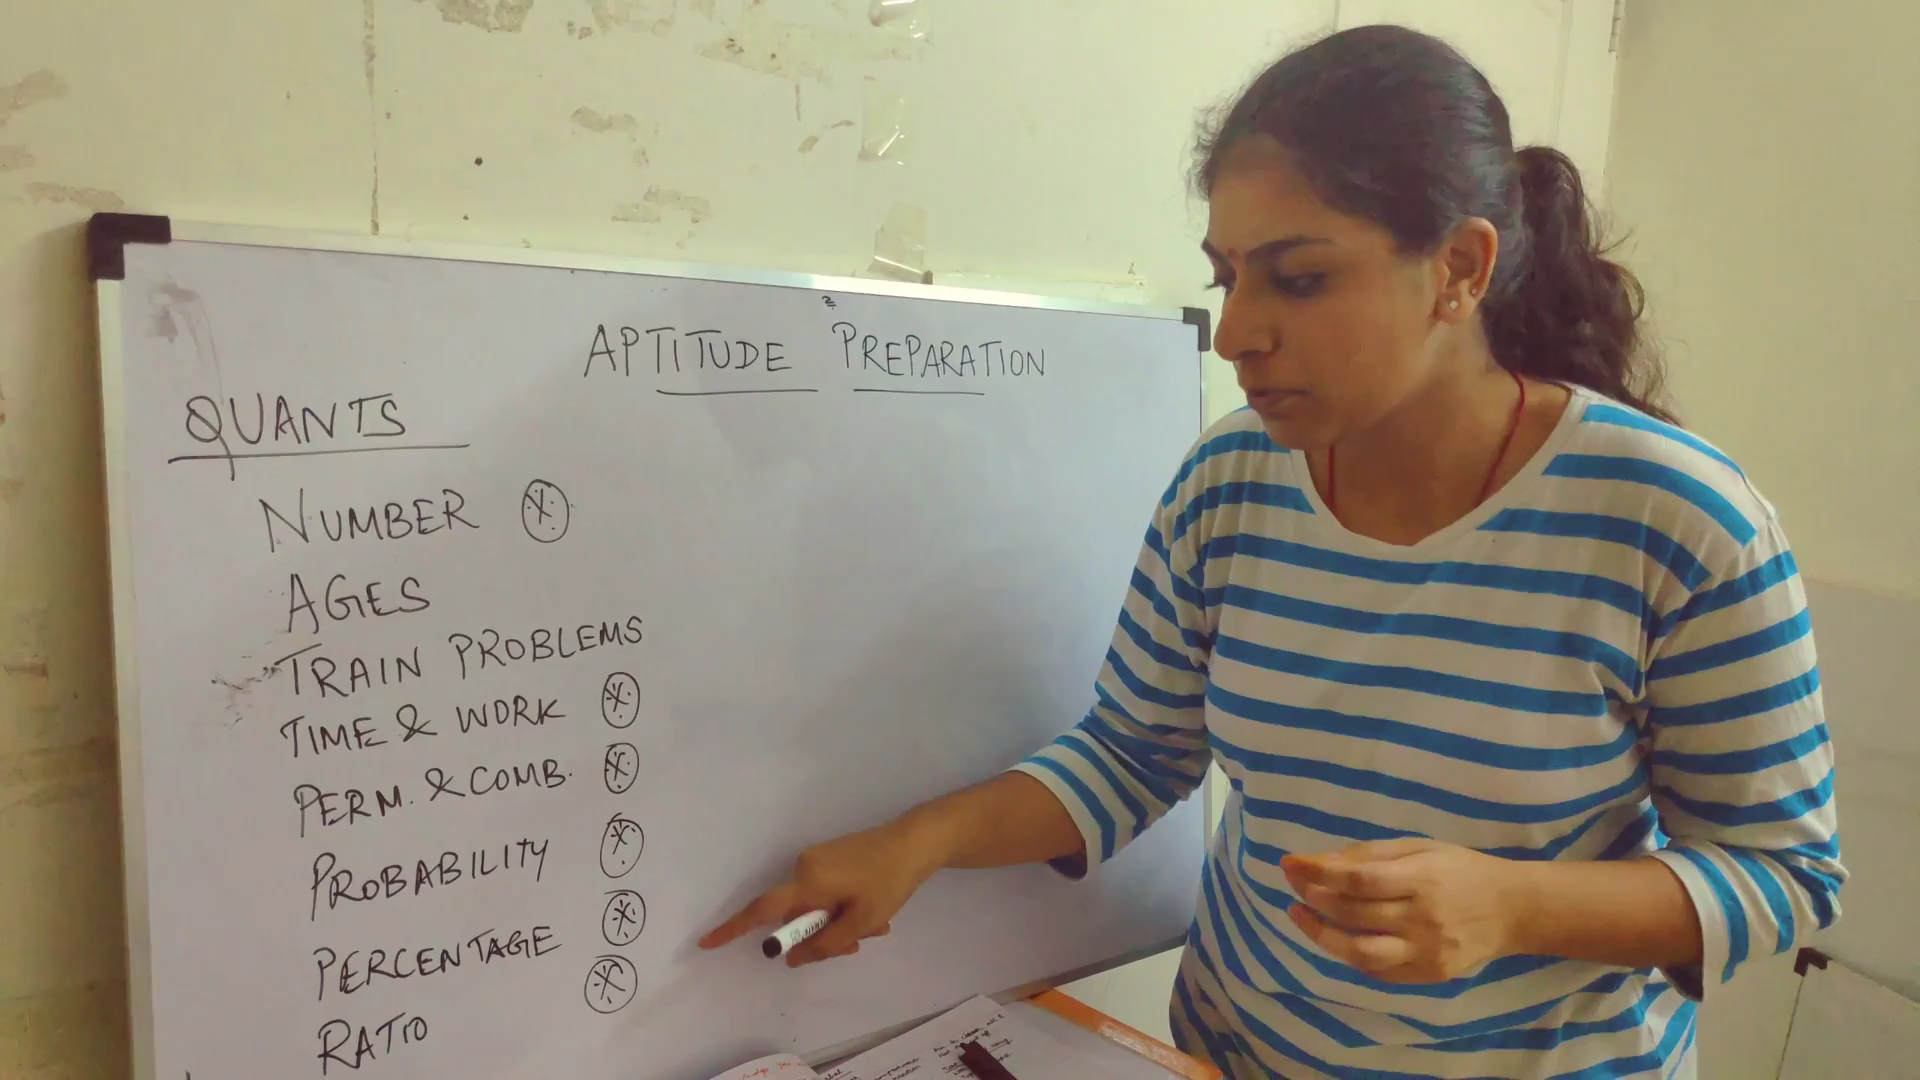 APTITUDE PREPARATION
QUANTS
NUMBER
AGES
TRAIN PROBLEMS
TIME & WORK
PERM. & COMB.
PROBABILITY
PERCENTAGE
RATIO